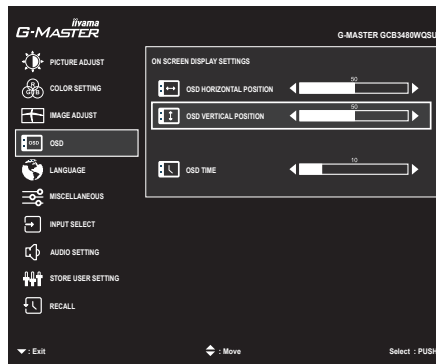 iiyama
G-MASTER
G-MASTER GCB3480WQSU
PICTURE ADJUST
COLOR SETTING
R
G B
IMAGE ADJUST
OSD OSD
LANGUAGE
MISCELLANEOUS
INPUT SELECT
AUDIO SETTING
STORE USER SETTING
RECALL
ON SCREEN DISPLAY SETTINGS
OSD HORIZONTAL POSITION 50
OSD VERTICAL POSITION 50
OSD TIME 10
: Exit
: Move
Select : PUSH